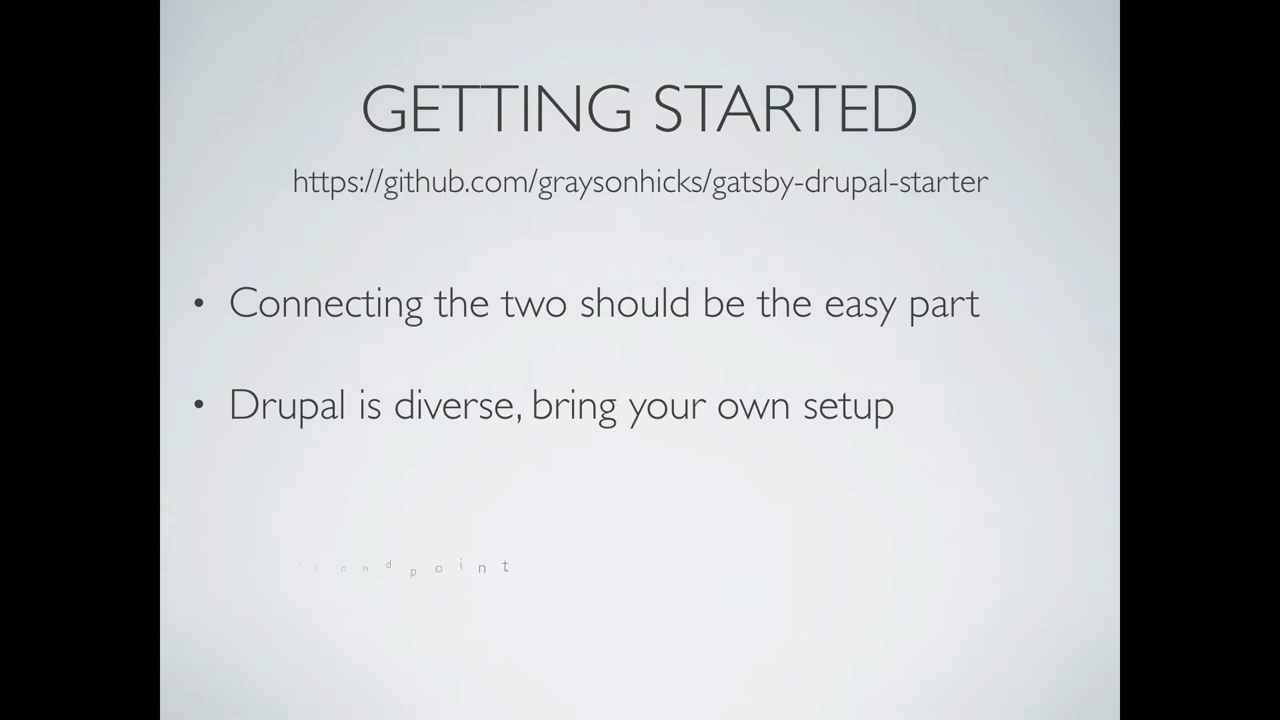 GETTING STARTED
https://github.com/graysonhicks/gatsby-drupal-starter
• Connecting the two should be the easy part
• Drupal is diverse, bring your own setup
endpoint